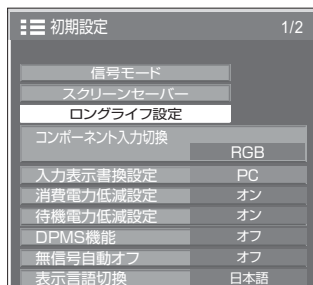 初期設定 1/2
信号モード
スクリーンセーバー
ロングライフ設定
コンポーネント入力切換
RGB
入力表示書換設定 PC
消費電力低減設定 オン
待機電力低減設定 オン
DPMS機能 オフ
無信号自動オフ オフ
表示言語切換 日本語